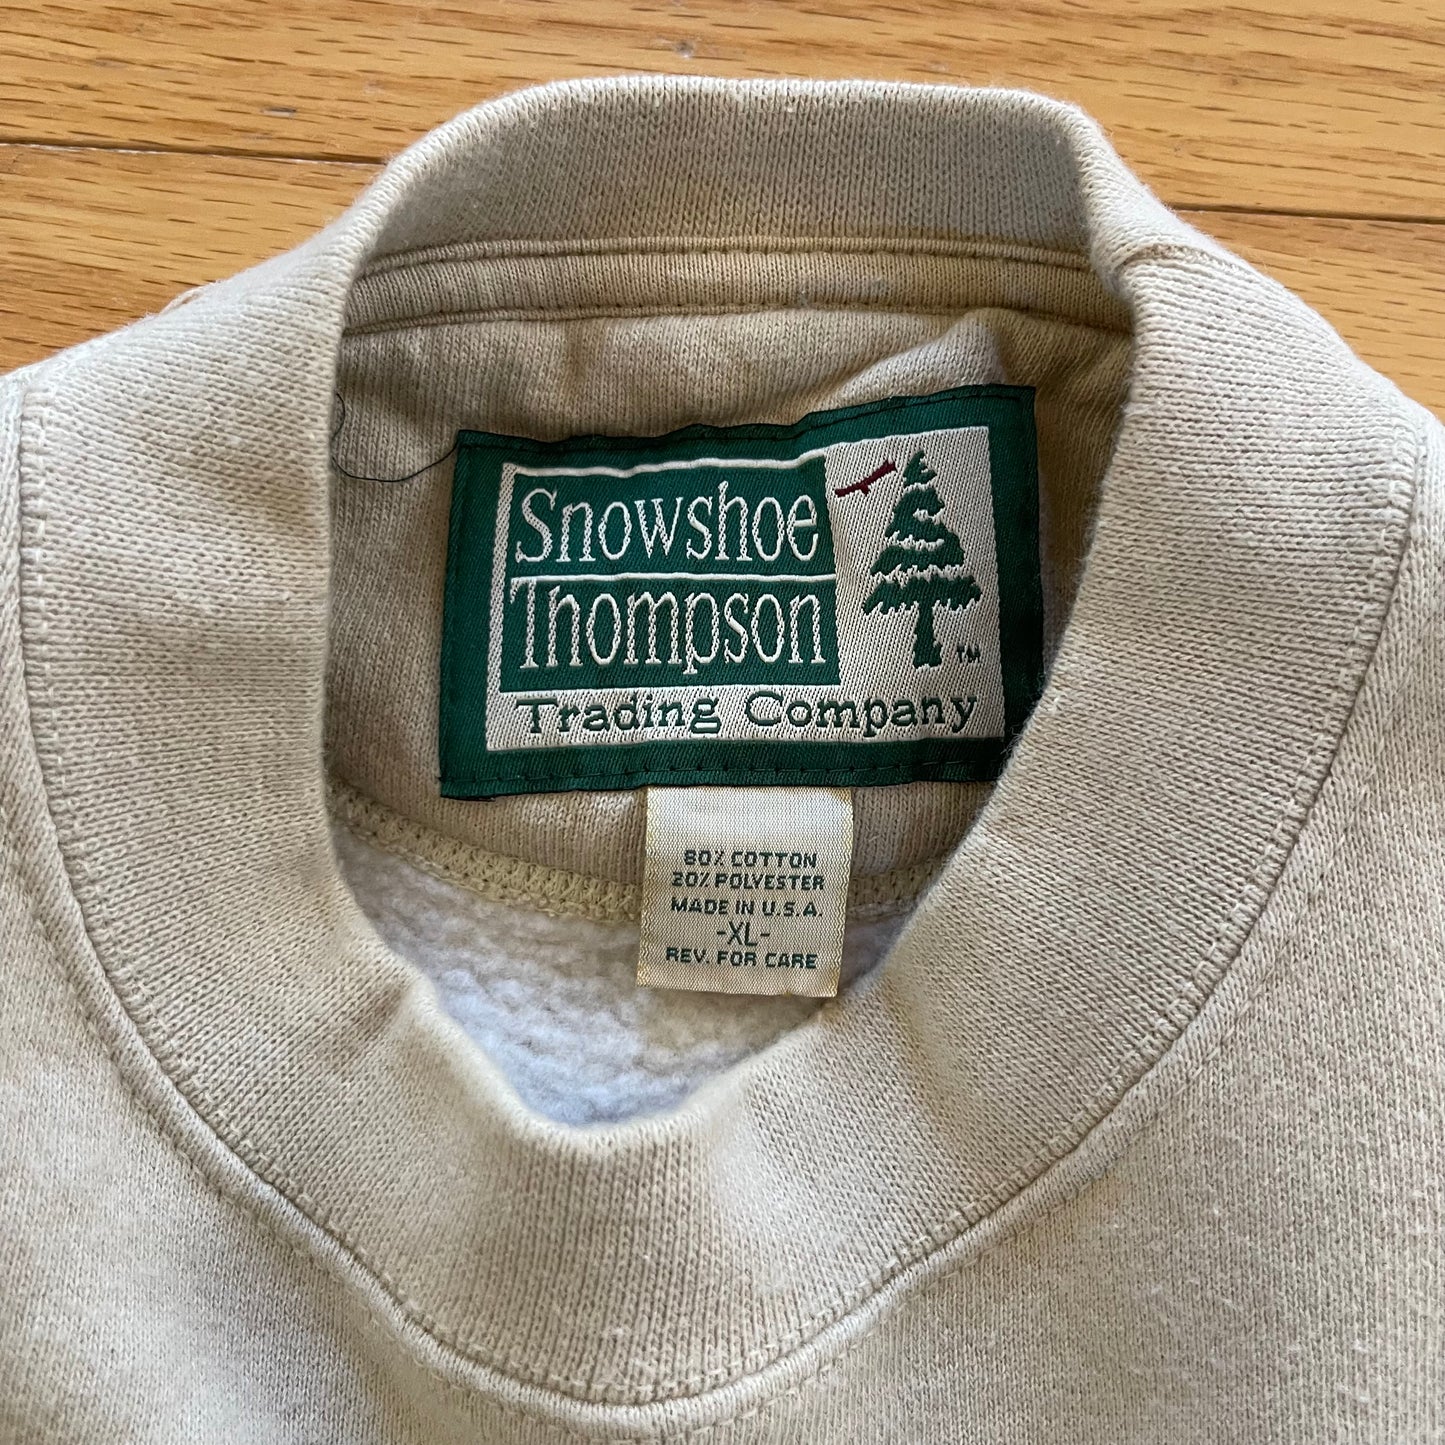 Snowshoe
Thompson
TM
Trading Company
80% COTTON
20% POLYESTER
MADE IN U.S.A.
-XL-
REV. FOR CARE